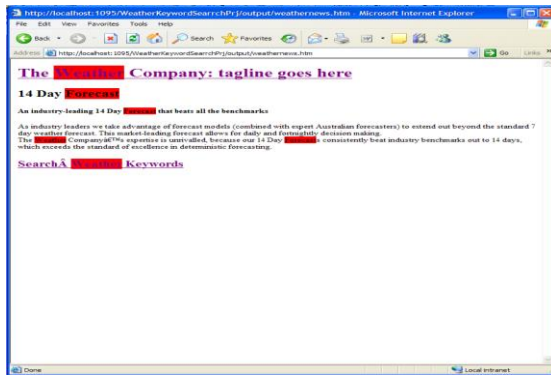 http://localhost:1095/WeatherKeywordSearrchPrj/output/weathernews.htm - Microsoft Internet Explorer
File Edit View Favorites Tools Help
Back Search Favorites
Address http://localhost:1095/WeatherKeywordSearrchPrj/output/weathernews.htm Go Links »
The Weather Company: tagline goes here
14 Day Forecast
An industry-leading 14 Day Forecast that beats all the benchmarks
As industry leaders we take advantage of forecast models (combined with expert Australian forecasters) to extend out beyond the standard 7
day weather forecast. This market-leading forecast allows for daily and fortnightly decision making.
The Weather Companyâ€™s expertise is unrivalled, because our 14 Day Forecasts consistently beat industry benchmarks out to 14 days,
which exceeds the standard of excellence in deterministic forecasting.
SearchÂ Weather Keywords
Done Local intranet